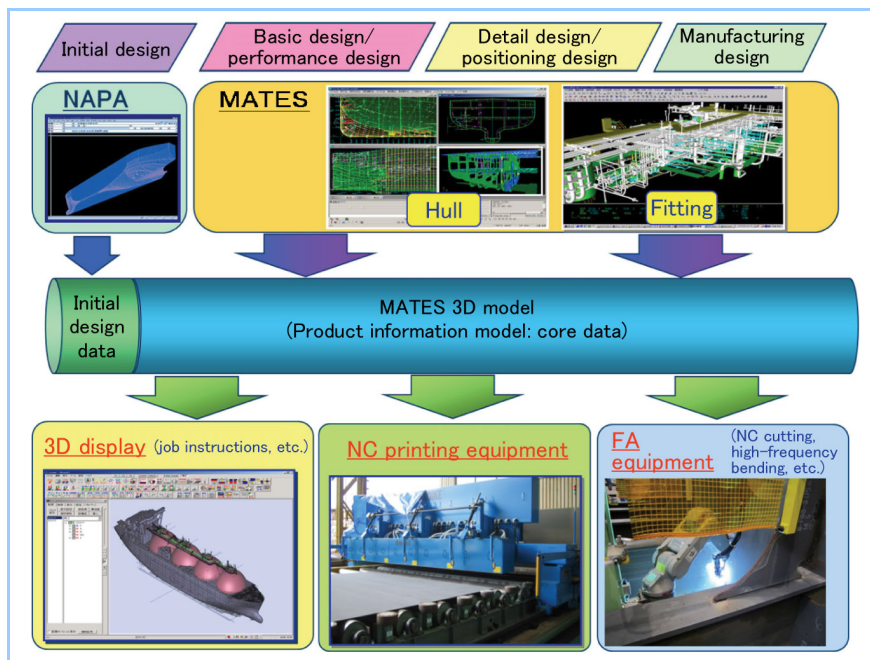 Initial design
Basic design/
performance design
Detail design/
positioning design
Manufacturing
design
NAPA
MATES
Hull
Fitting
Initial
design
data
MATES 3D model
(Product information model: core data)
3D display (job instructions, etc.)
NC printing equipment
FA
equipment
(NC cutting,
high-frequency
bending, etc.)